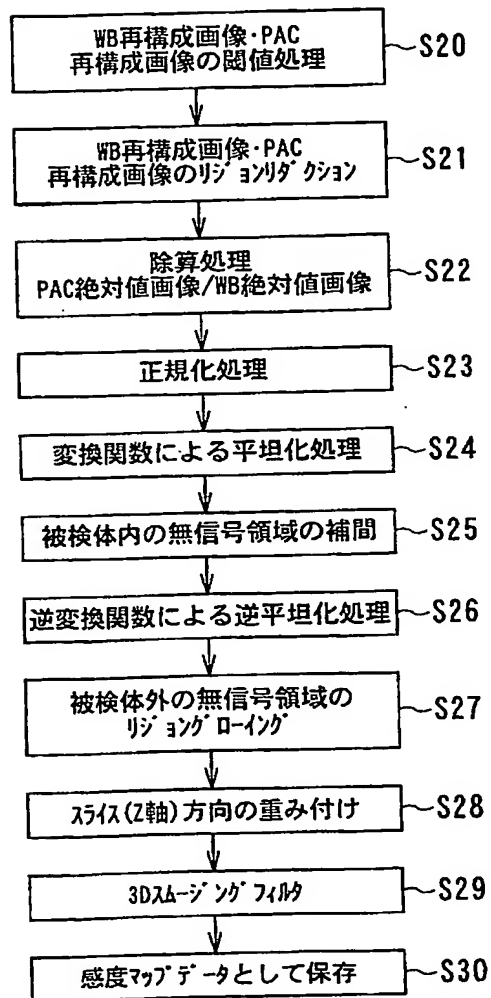 WB再構成画像・PAC
再構成画像の閾値処理
S20
WB再構成画像・PAC
再構成画像のﾘｼﾞｮﾝﾘﾀﾞｸｼｮﾝ
S21
除算処理
PAC絶対値画像/WB絶対値画像
S22
正規化処理
S23
変換関数による平坦化処理
S24
被検体内の無信号領域の補間
S25
逆変換関数による逆平坦化処理
S26
被検体外の無信号領域の
ﾘｼﾞｮﾝｸﾞﾛｰｲﾝｸﾞ
S27
ｽﾗｲｽ(Z軸)方向の重み付け
S28
3Dｽﾑｰｼﾞﾝｸﾞﾌｨﾙﾀ
S29
感度ﾏｯﾌﾟﾃﾞｰﾀとして保存
S30